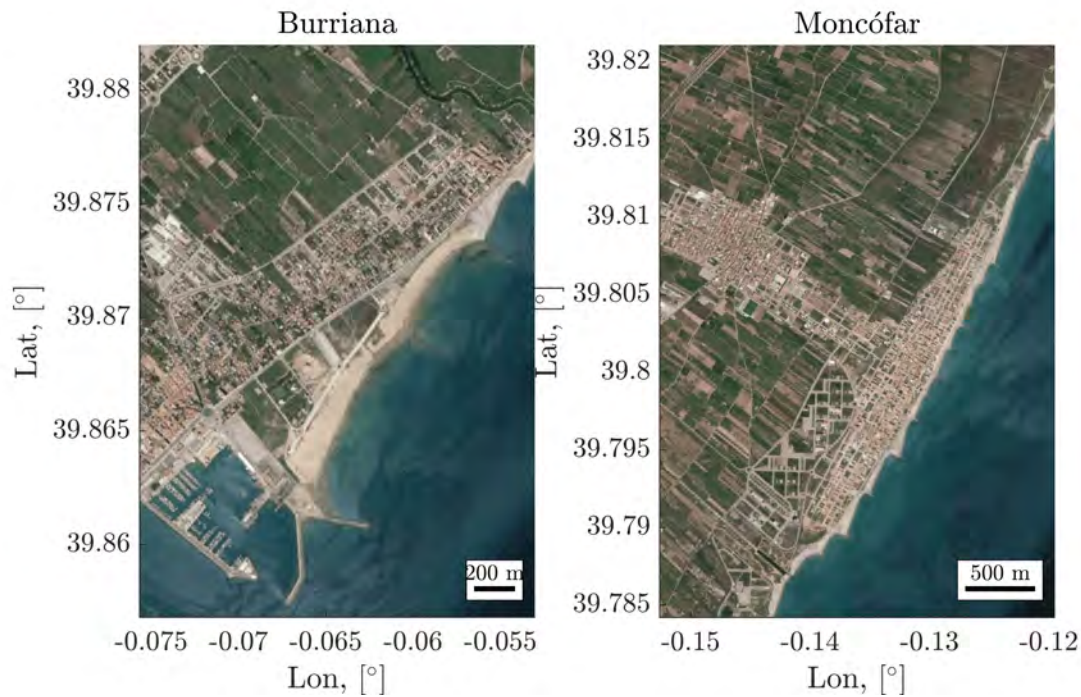 Burriana
39.88
39.875
39.87
39.865
39.86
Lat, [°]
-0.075
-0.07
-0.065
-0.06
-0.055
Lon, [°]
200 m
Moncófar
39.82
39.815
39.81
39.805
39.8
39.795
39.79
39.785
Lat, [°]
-0.15
-0.14
-0.13
-0.12
Lon, [°]
500 m